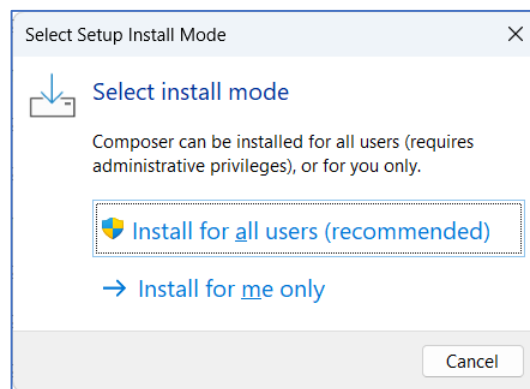 Select Setup Install Mode
Select install mode
Composer can be installed for all users (requires
administrative privileges), or for you only.
Install for all users (recommended)
Install for me only
Cancel